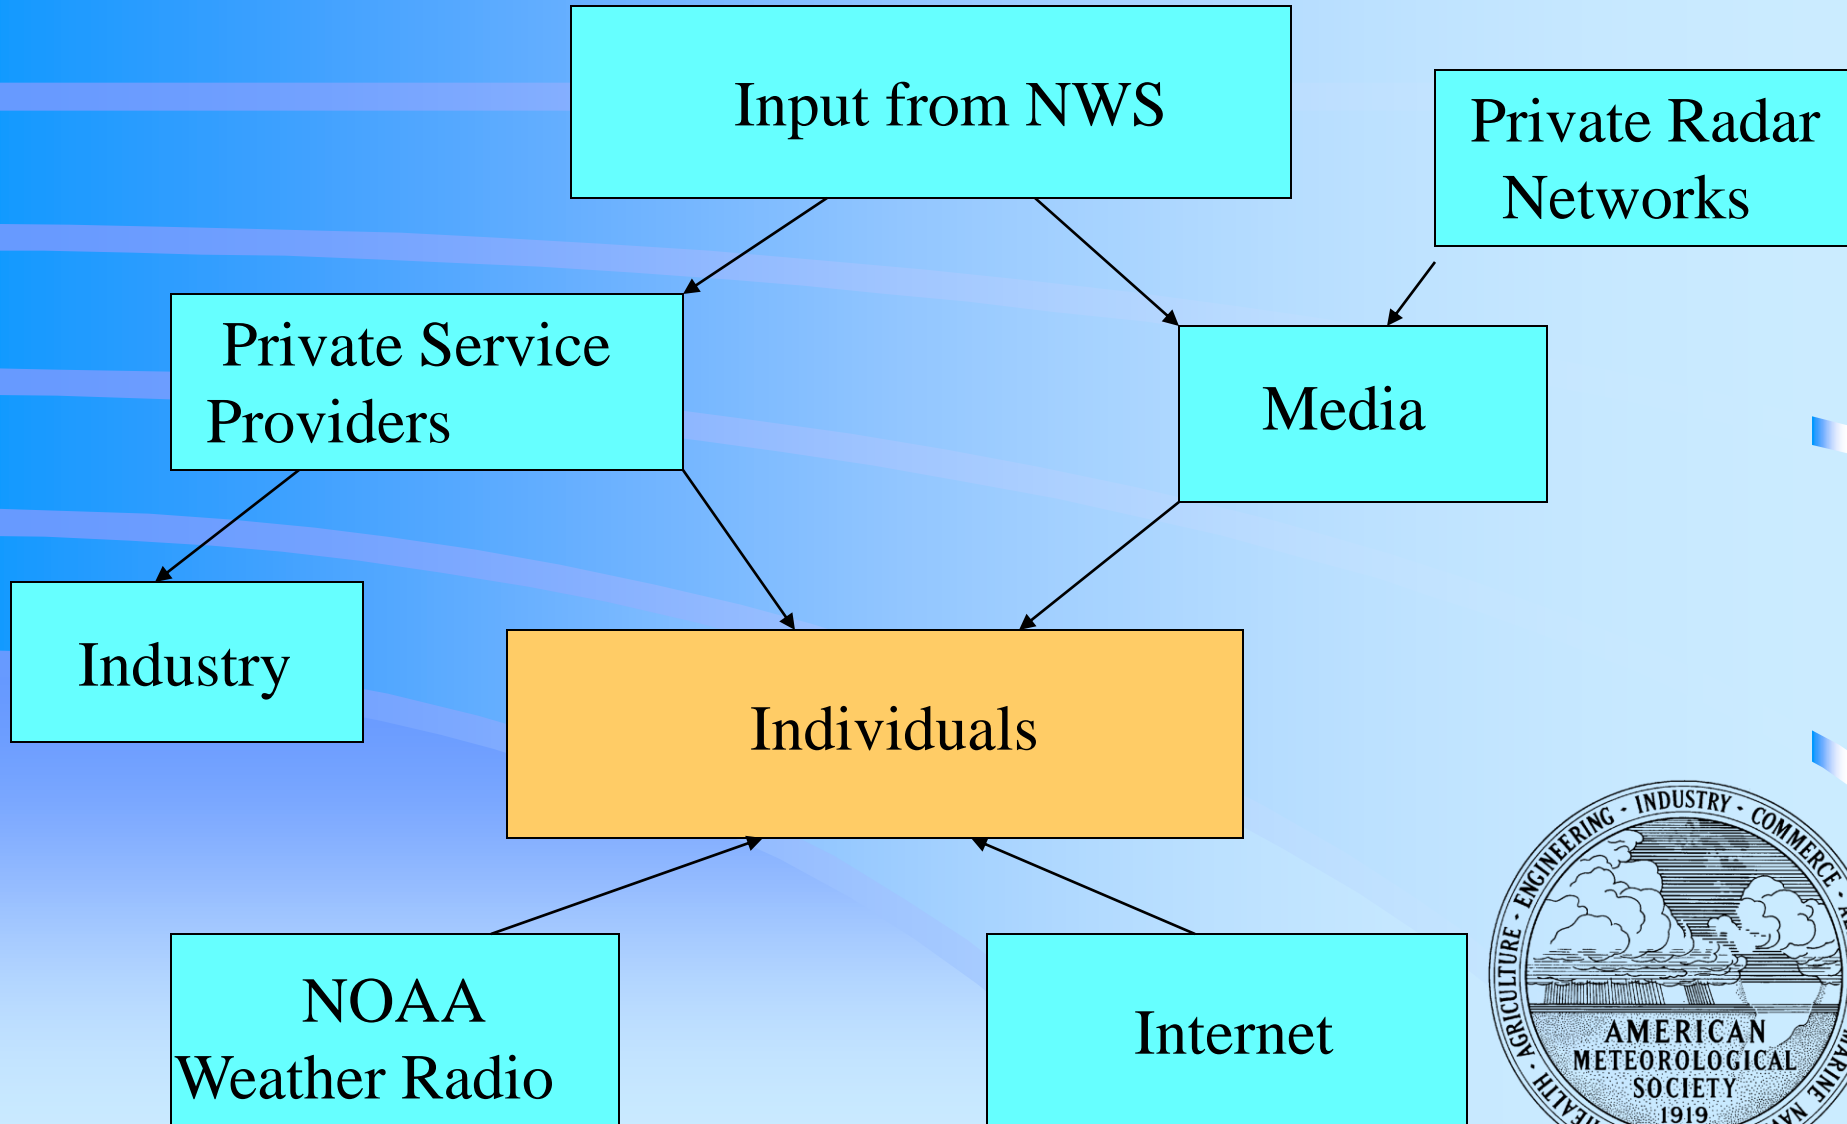 Input from NWS
Private Radar
Networks
Private Service
Providers
Media
Industry
Individuals
NOAA
Weather Radio
Internet
AGRICULTURE · ENGINEERING · INDUSTRY · COMMERCE ·
AMERICAN
METEOROLOGICAL
SOCIETY
1919